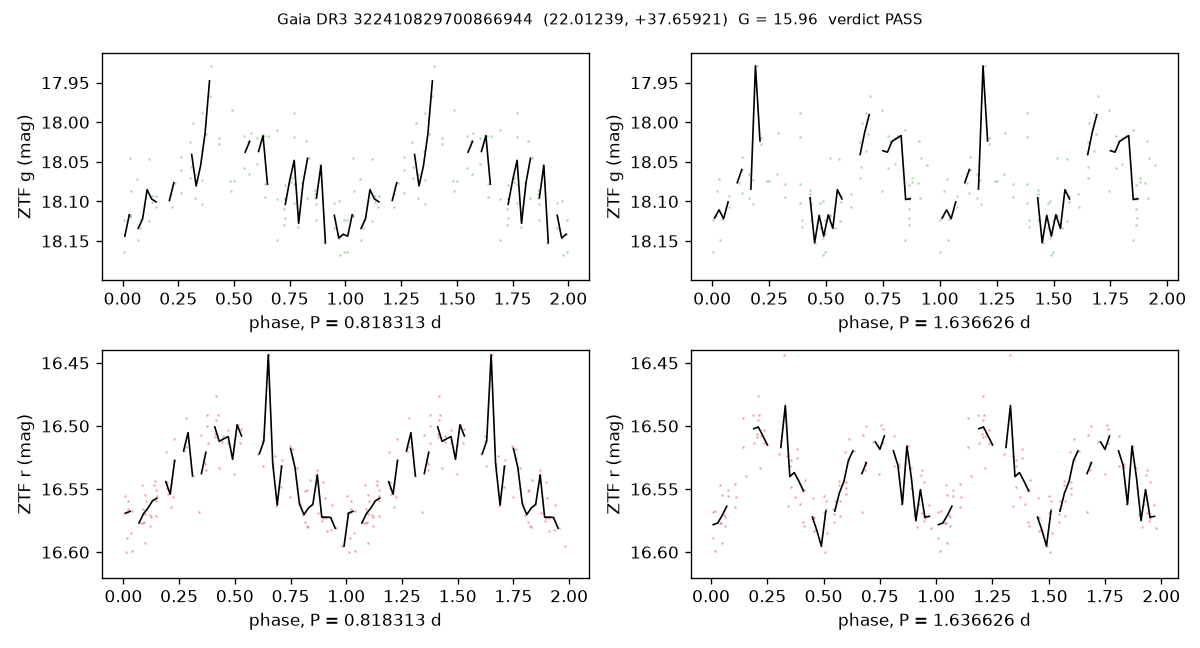 Gaia DR3 322410829700866944 (22.01239, +37.65921) G = 15.96 verdict PASS
ZTF g (mag)
17.95
18.00
18.05
18.10
18.15
0.00 0.25 0.50 0.75 1.00 1.25 1.50 1.75 2.00
phase, P = 0.818313 d
ZTF g (mag)
17.95
18.00
18.05
18.10
18.15
0.00 0.25 0.50 0.75 1.00 1.25 1.50 1.75 2.00
phase, P = 1.636626 d
ZTF r (mag)
16.45
16.50
16.55
16.60
0.00 0.25 0.50 0.75 1.00 1.25 1.50 1.75 2.00
phase, P = 0.818313 d
ZTF r (mag)
16.45
16.50
16.55
16.60
0.00 0.25 0.50 0.75 1.00 1.25 1.50 1.75 2.00
phase, P = 1.636626 d